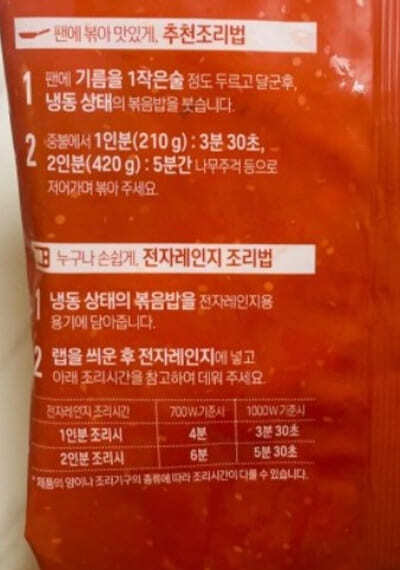 팬에 볶아 맛있게, 추천조리법
1 팬에 기름을 1작은술 정도 두르고 달군후,
냉동 상태의 볶음밥을 붓습니다.
2 중불에서 1인분(210 g) : 3분 30초,
2인분(420 g) : 5분간 나무주걱 등으로
저어가며 볶아 주세요.
누구나 손쉽게, 전자레인지 조리법
1 냉동 상태의 볶음밥을 전자레인지용
용기에 담아줍니다.
2 랩을 씌운 후 전자레인지에 넣고
아래 조리시간을 참고하여 데워 주세요.
전자레인지 조리시간 700W기준시 1000W기준시
1인분 조리시 4분 3분 30초
2인분 조리시 6분 5분 30초
* 제품의 양이나 조리기구의 종류에 따라 조리시간이 다를 수 있습니다.